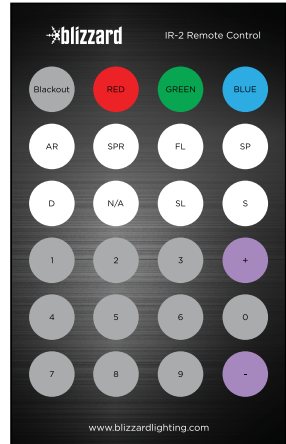 blizzard IR-2 Remote Control
Blackout RED GREEN BLUE
AR SPR FL SP
D N/A SL S
1 2 3 +
4 5 6 0
7 8 9 -
www.blizzardlighting.com